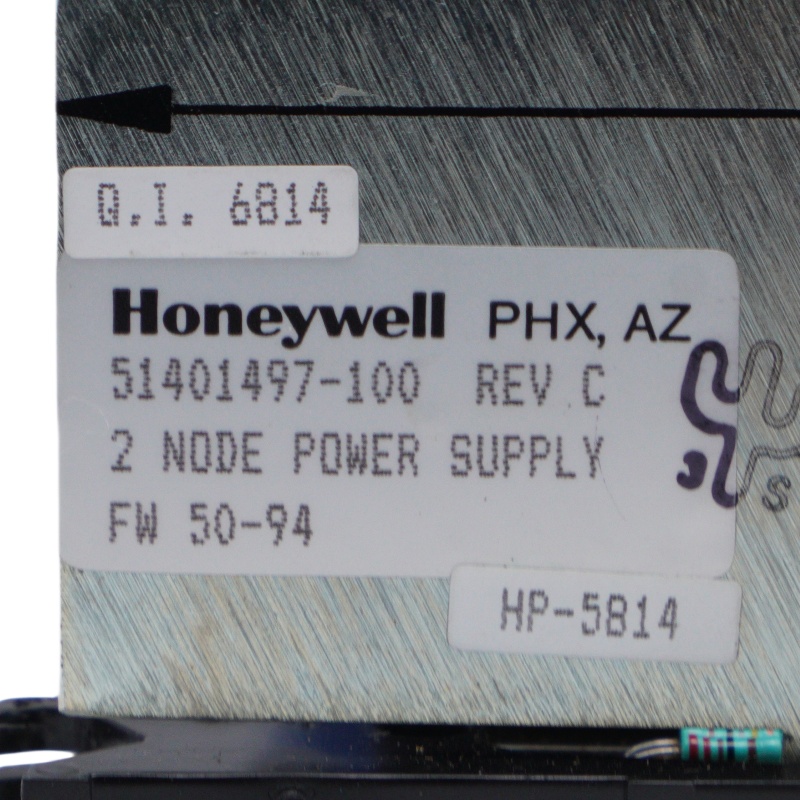 Q.I. 6814
Honeywell PHX, AZ
51401497-100 REV C
2 NODE POWER SUPPLY
FW 50-94
HP-5814